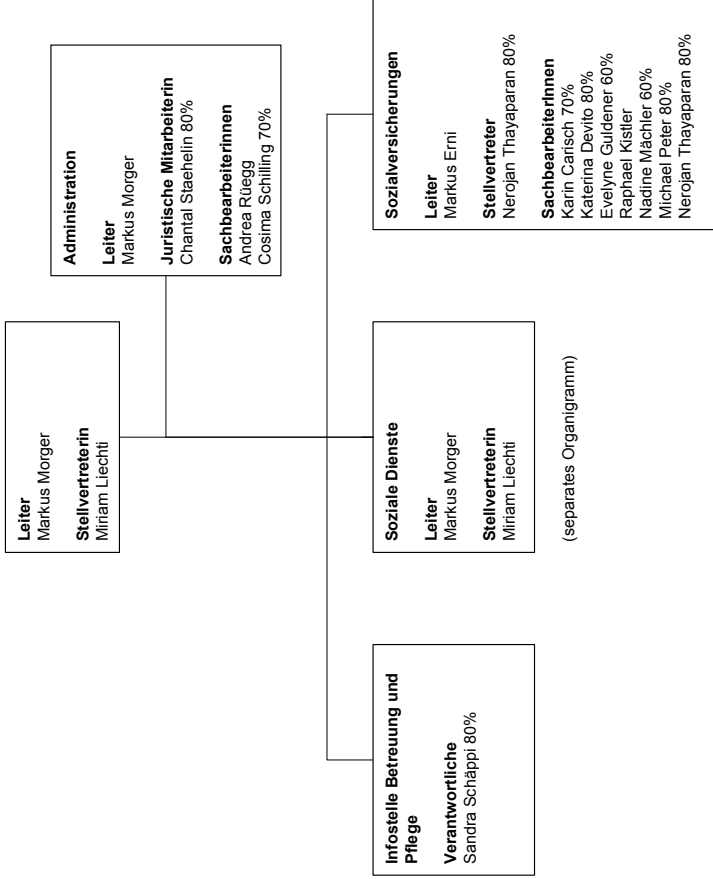 Leiter
Markus Morger
Stellvertreterin
Miriam Liechti
Administration
Leiter
Markus Morger
Juristische Mitarbeiterin
Chantal Staehelin 80%
Sachbearbeiterinnen
Andrea Rüegg
Cosima Schilling 70%
Infostelle Betreuung und
Pflege
Verantwortliche
Sandra Schäppi 80%
Soziale Dienste
Leiter
Markus Morger
Stellvertreterin
Miriam Liechti
(separates Organigramm)
Sozialversicherungen
Leiter
Markus Erni
Stellvertreter
Nerojan Thayaparan 80%
SachbearbeiterInnen
Karin Carisch 70%
Katerina Devito 80%
Evelyne Guldener 60%
Raphael Kistler
Nadine Mächler 60%
Michael Peter 80%
Nerojan Thayaparan 80%